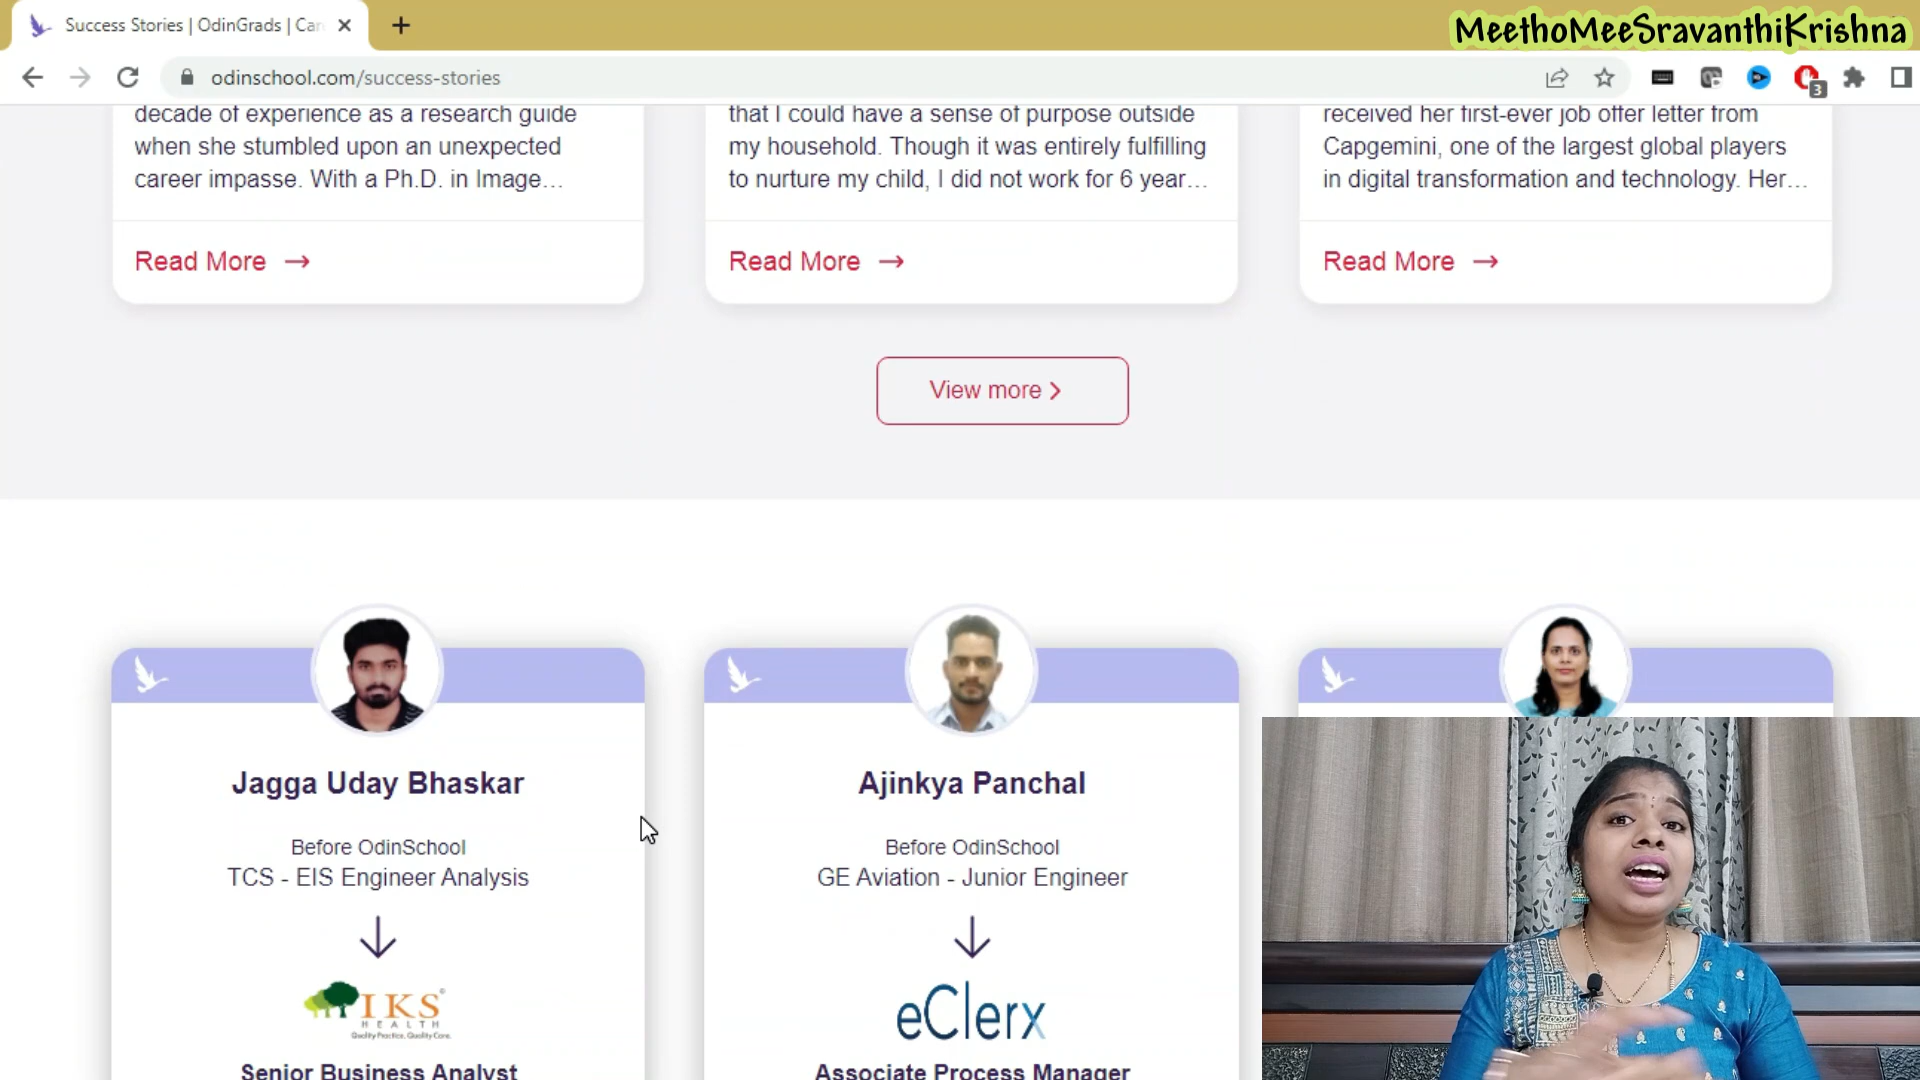 Success Stories | OdinGrads | Car
MeethoMeeSravanthiKrishna
odinschool.com/success-stories
3
decade of experience as a research guide
when she stumbled upon an unexpected
career impasse. With a Ph.D. in Image...
Read More →
that I could have a sense of purpose outside
my household. Though it was entirely fulfilling
to nurture my child, I did not work for 6 year...
Read More →
received her first-ever job offer letter from
Capgemini, one of the largest global players
in digital transformation and technology. Her...
Read More →
View more >
Jagga Uday Bhaskar
Before OdinSchool
TCS - EIS Engineer Analysis
IKS
HEALTH
Quality Practice. Quality Care.
Senior Business Analyst
Ajinkya Panchal
Before OdinSchool
GE Aviation - Junior Engineer
eClerx
Associate Process Manager